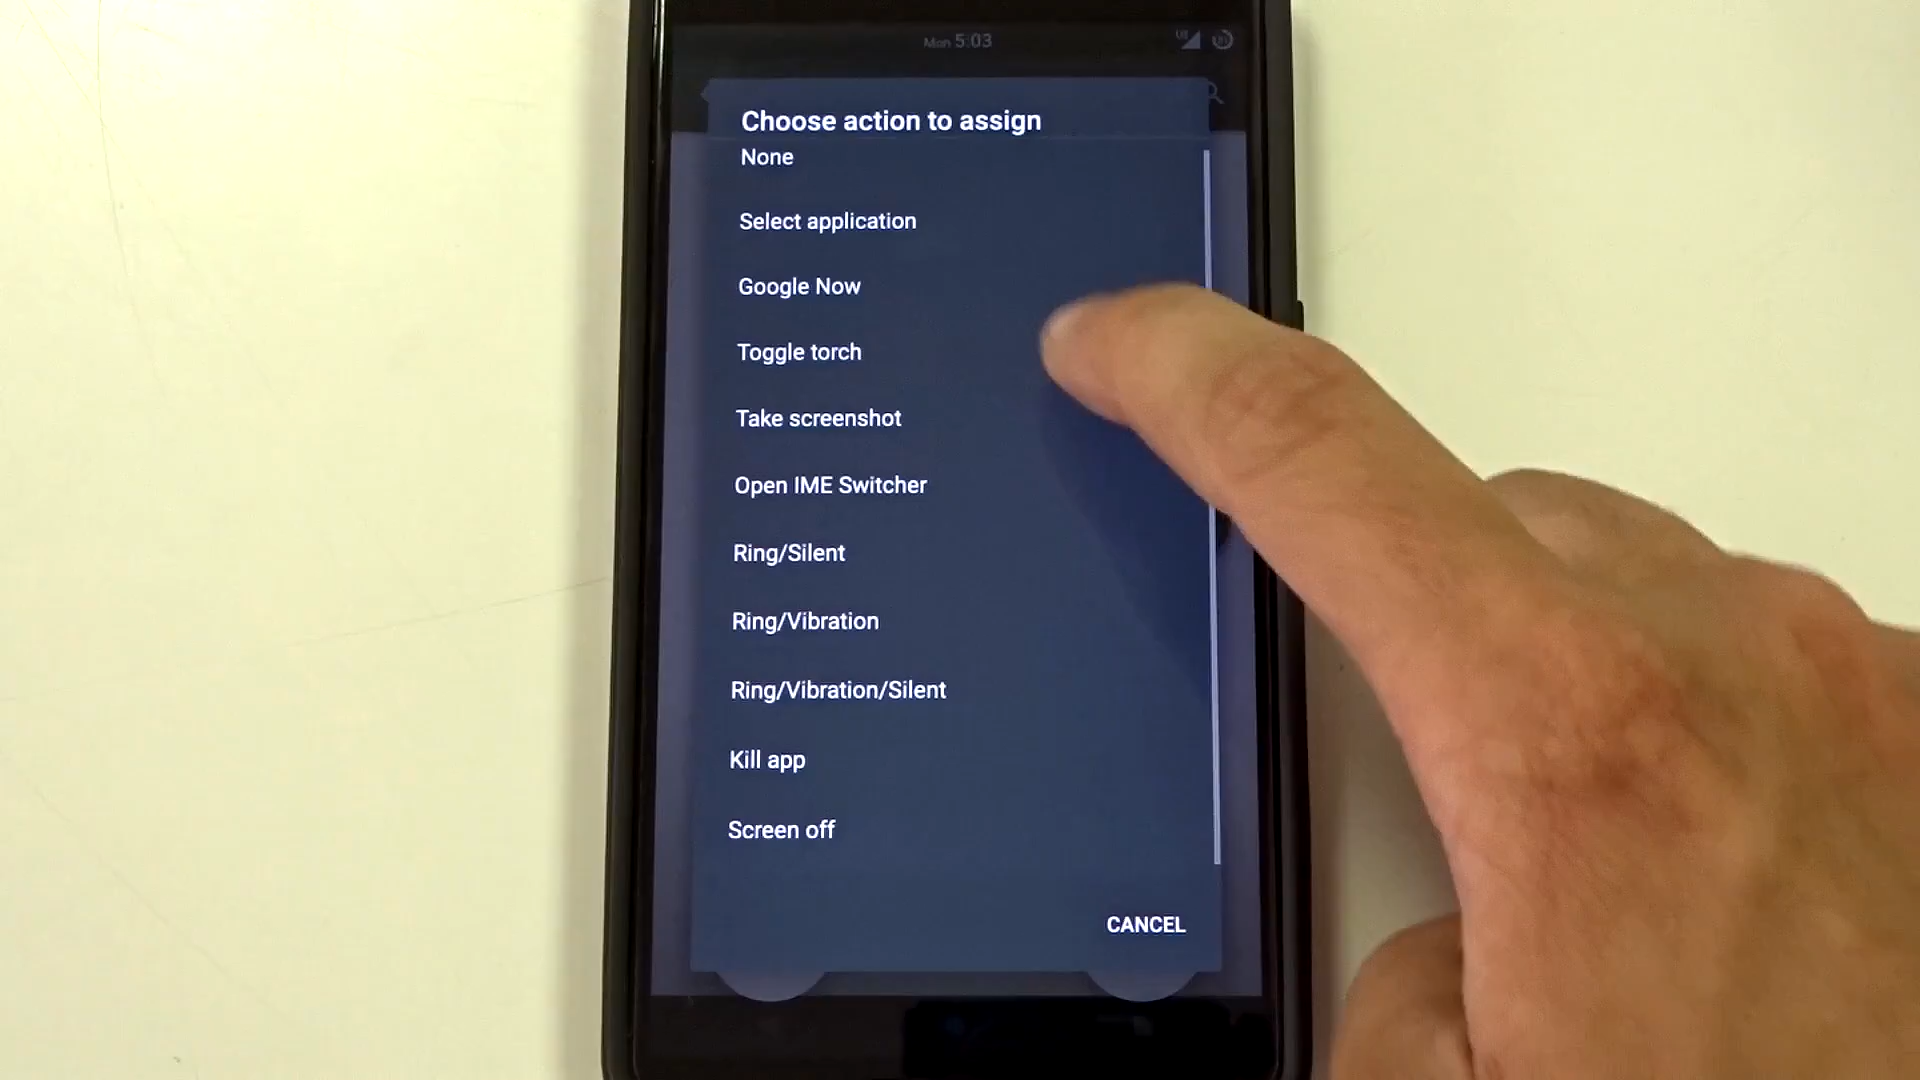 Mon 5:03
Choose action to assign
None
Select application
Google Now
Toggle torch
Take screenshot
Open IME Switcher
Ring/Silent
Ring/Vibration
Ring/Vibration/Silent
Kill app
Screen off
CANCEL